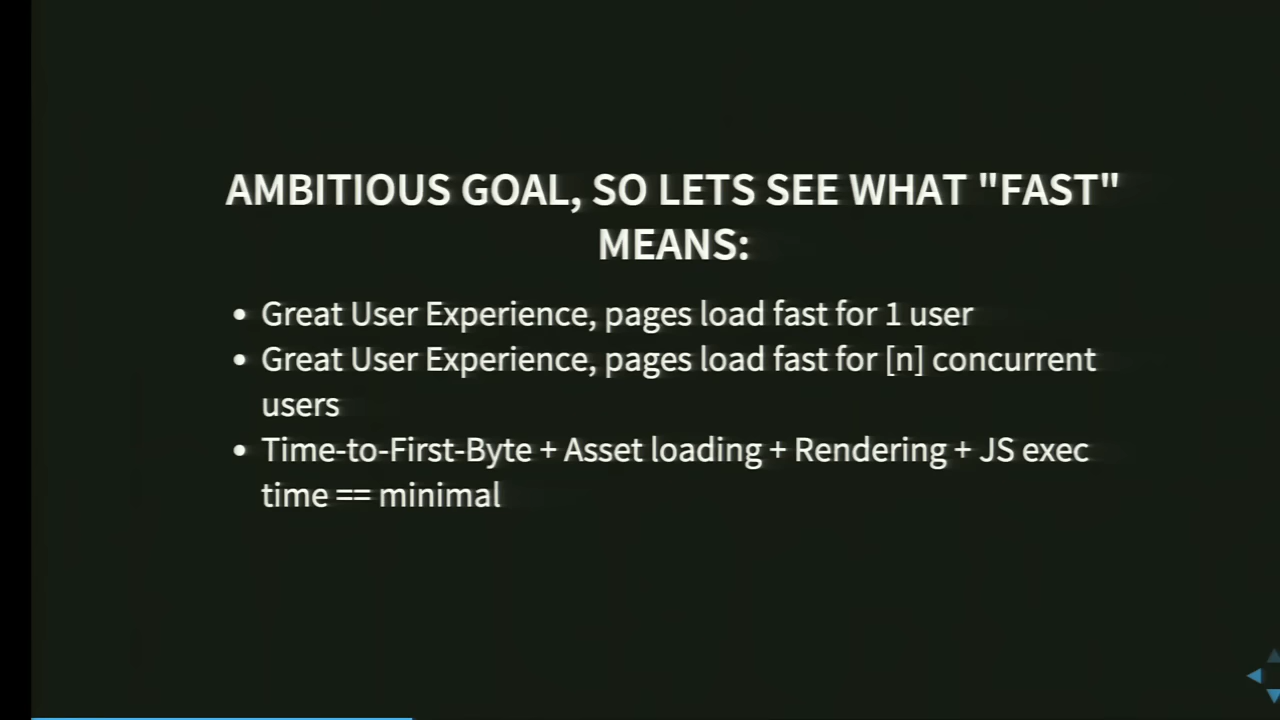 AMBITIOUS GOAL, SO LETS SEE WHAT "FAST"
MEANS:
• Great User Experience, pages load fast for 1 user
• Great User Experience, pages load fast for [n] concurrent
users
• Time-to-First-Byte + Asset loading + Rendering + JS exec
time == minimal